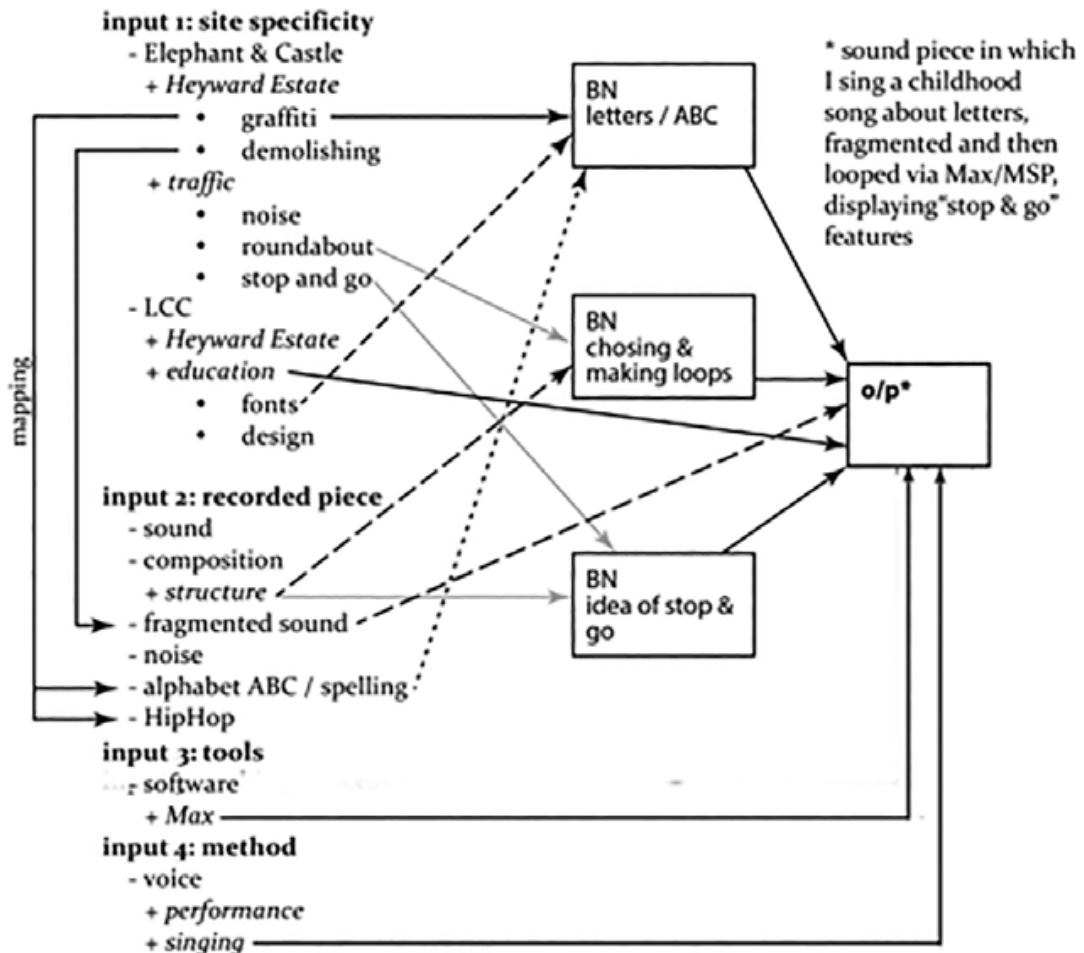 input 1: site specificity
- Elephant & Castle
+ Heyward Estate
• graffiti
• demolishing
+ traffic
• noise
• roundabout
• stop and go
- LCC
+ Heyward Estate
+ education
• fonts
• design
mapping
input 2: recorded piece
- sound
- composition
+ structure
- fragmented sound
- noise
- alphabet ABC / spelling
- HipHop
input 3: tools
- software
+ Max
input 4: method
- voice
+ performance
+ singing
BN
letters / ABC
BN
chosing &
making loops
BN
idea of stop &
go
o/p*
* sound piece in which
I sing a childhood
song about letters,
fragmented and then
looped via Max/MSP,
displaying "stop & go"
features